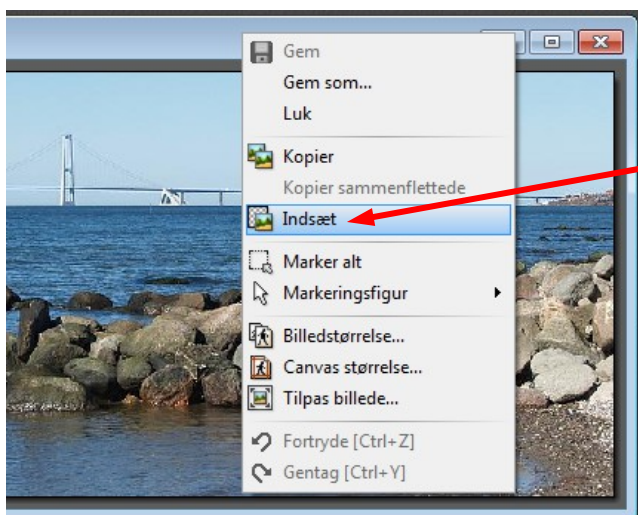 Gem
Gem som...
Luk
Kopier
Kopier sammenflettede
Indsæt
Marker alt
Markeringsfigur
Billedstørrelse...
Canvas størrelse...
Tilpas billede...
Fortryde [Ctrl+Z]
Gentag [Ctrl+Y]